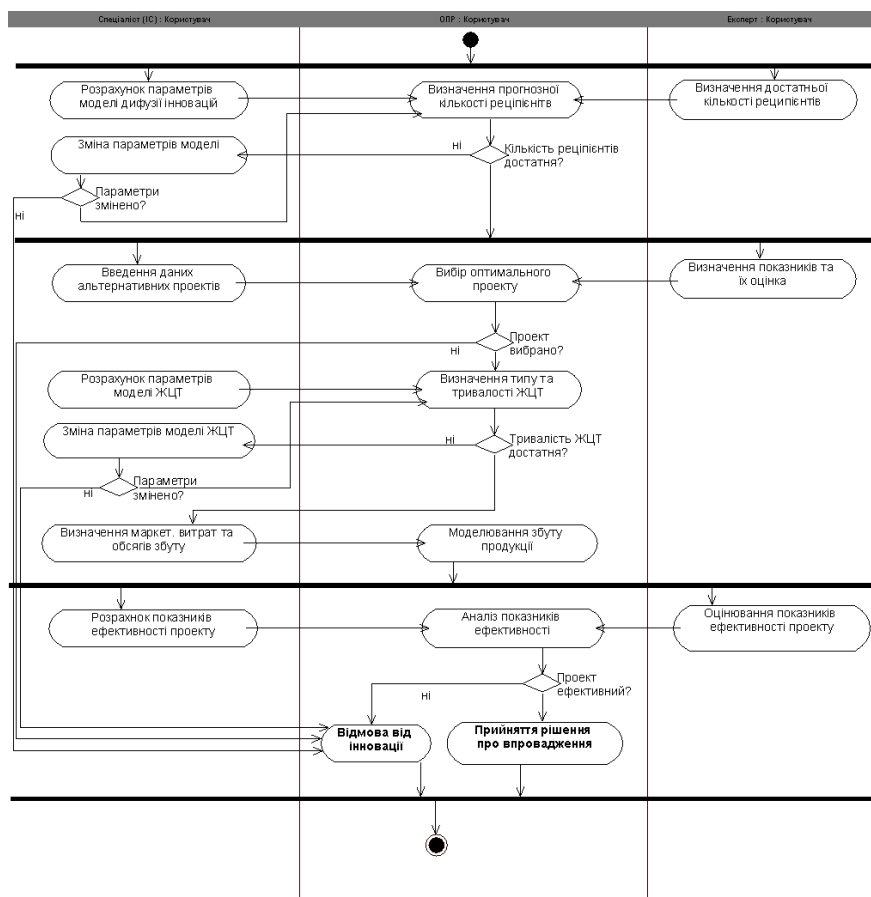 Спеціаліст (ІС) : Користувач
ОПР : Користувач
Експерт : Користувач
Розрахунок параметрів
моделі дифузії інновацій
Визначення прогнозної
кількості реціпієнітв
Визначення достатньої
кількості реципієнтів
Зміна параметрів моделі
ні
Кількість реціпієнтів
достатня?
Параметри
змінено?
ні
Введення даних
альтернативних проектів
Вибір оптимального
проекту
Визначення показників та
їх оцінка
ні
Проект
вибрано?
Розрахунок параметрів
моделі ЖЦТ
Визначення типу та
тривалості ЖЦТ
Зміна параметрів моделі ЖЦТ
ні
Тривалість ЖЦТ
достатня?
ні
Параметри
змінено?
Визначення маркет. витрат та
обсягів збуту
Моделювання збуту
продукції
Розрахнок показників
ефективності проекту
Аналіз показників
ефективності
Оцінювання показників
ефективності проекту
ні
Проект
ефективний?
Відмова від
інновації
Прийняття рішення
про впровадження